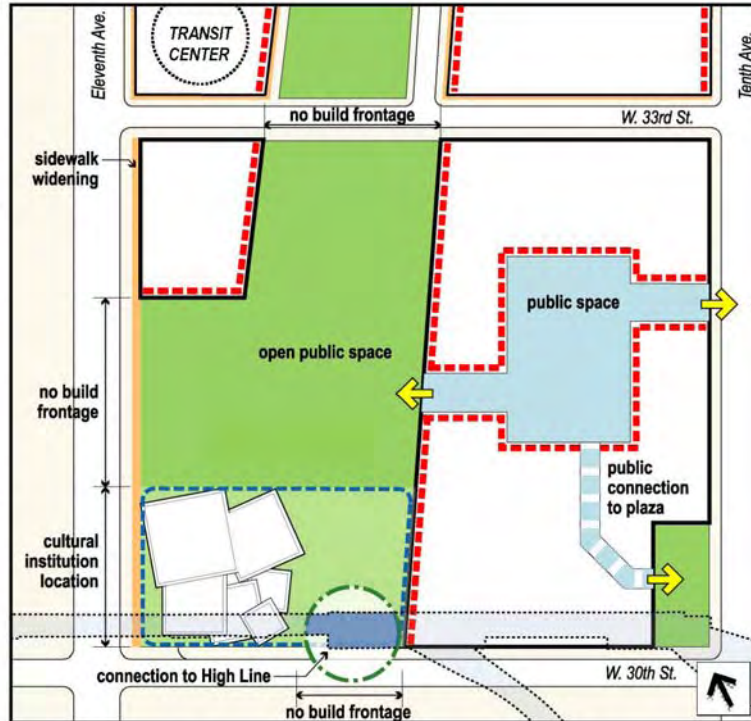 Eleventh Ave.
TRANSIT
CENTER
Tenth Ave.
no build frontage
W. 33rd St.
sidewalk
widening
public space
open public space
no build
frontage
public
connection
to plaza
cultural
institution
location
connection to High Line
W. 30th St.
no build frontage